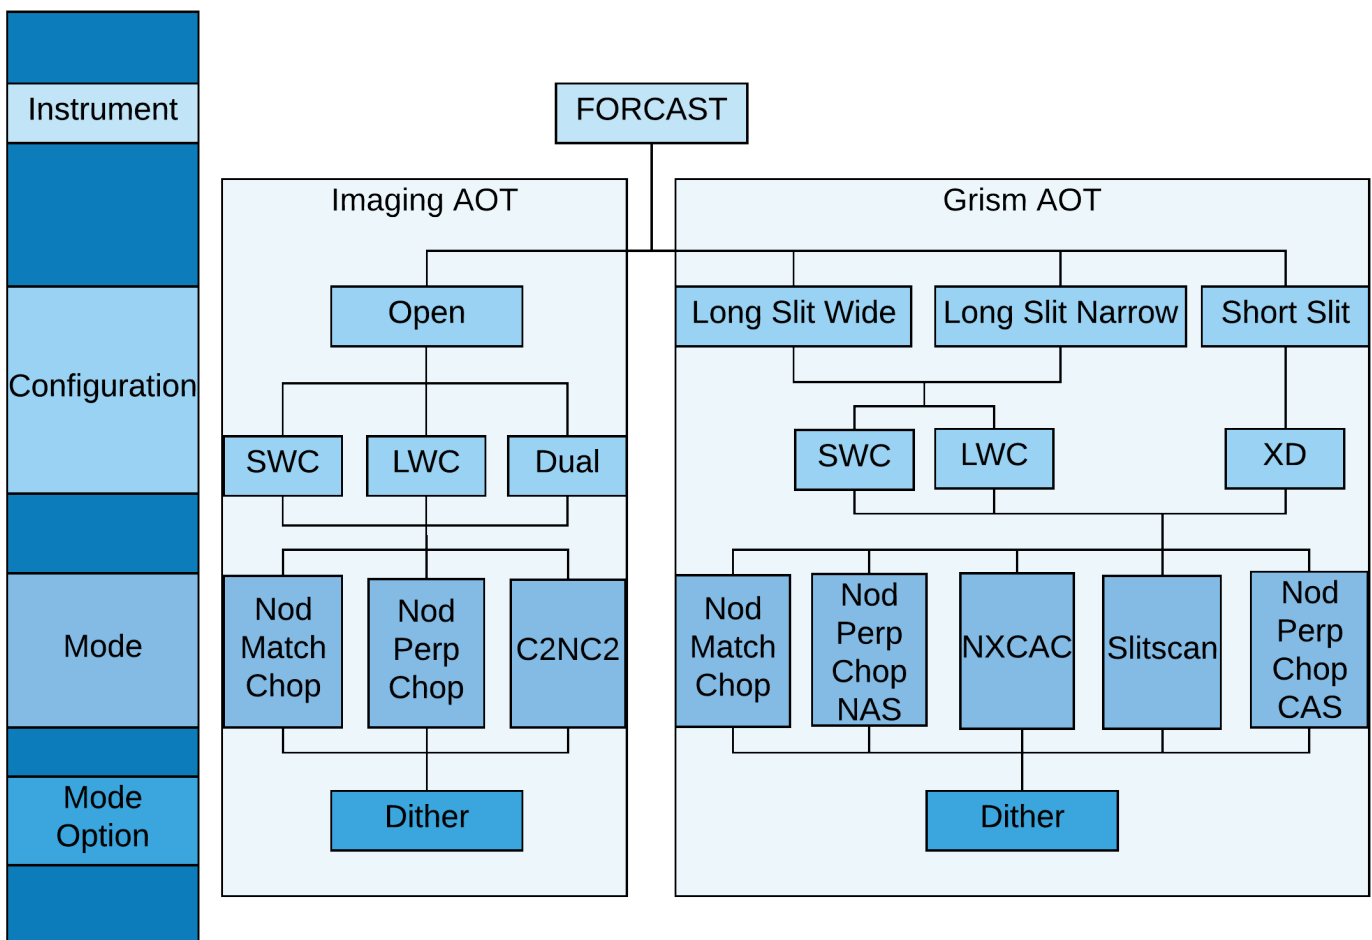 Instrument
FORCAST
Imaging AOT
Grism AOT
Configuration
Open
Long Slit Wide
Long Slit Narrow
Short Slit
SWC
LWC
Dual
SWC
LWC
XD
Mode
Nod
Match
Chop
Nod
Perp
Chop
C2NC2
Nod
Match
Chop
Nod
Perp
Chop
NAS
NXCAC
Slitscan
Nod
Perp
Chop
CAS
Mode
Option
Dither
Dither